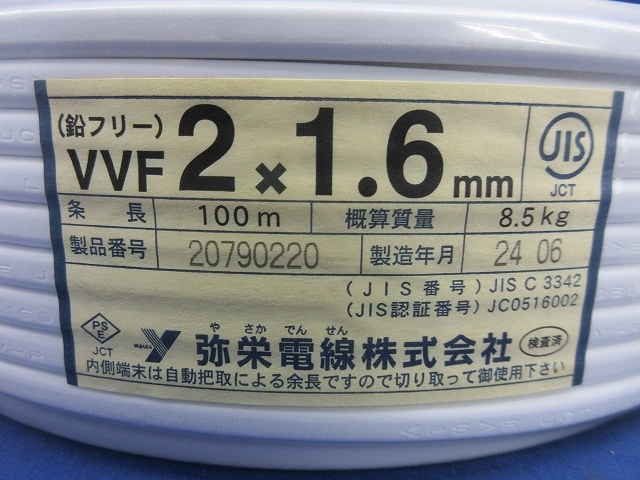 (鉛フリー)
VVF 2×1.6mm
JIS
JCT
条長 100m 概算質量 8.5kg
製品番号 20790220 製造年月 24 06
(JIS番号) JIS C 3342
(JIS認証番号) JC0516002
PS
E
JCT
YASAKA
やさかでんせん
弥栄電線株式会社
検査済
内側端末は自動把取による余長ですので切り取って御使用下さい
<PS>E JCT